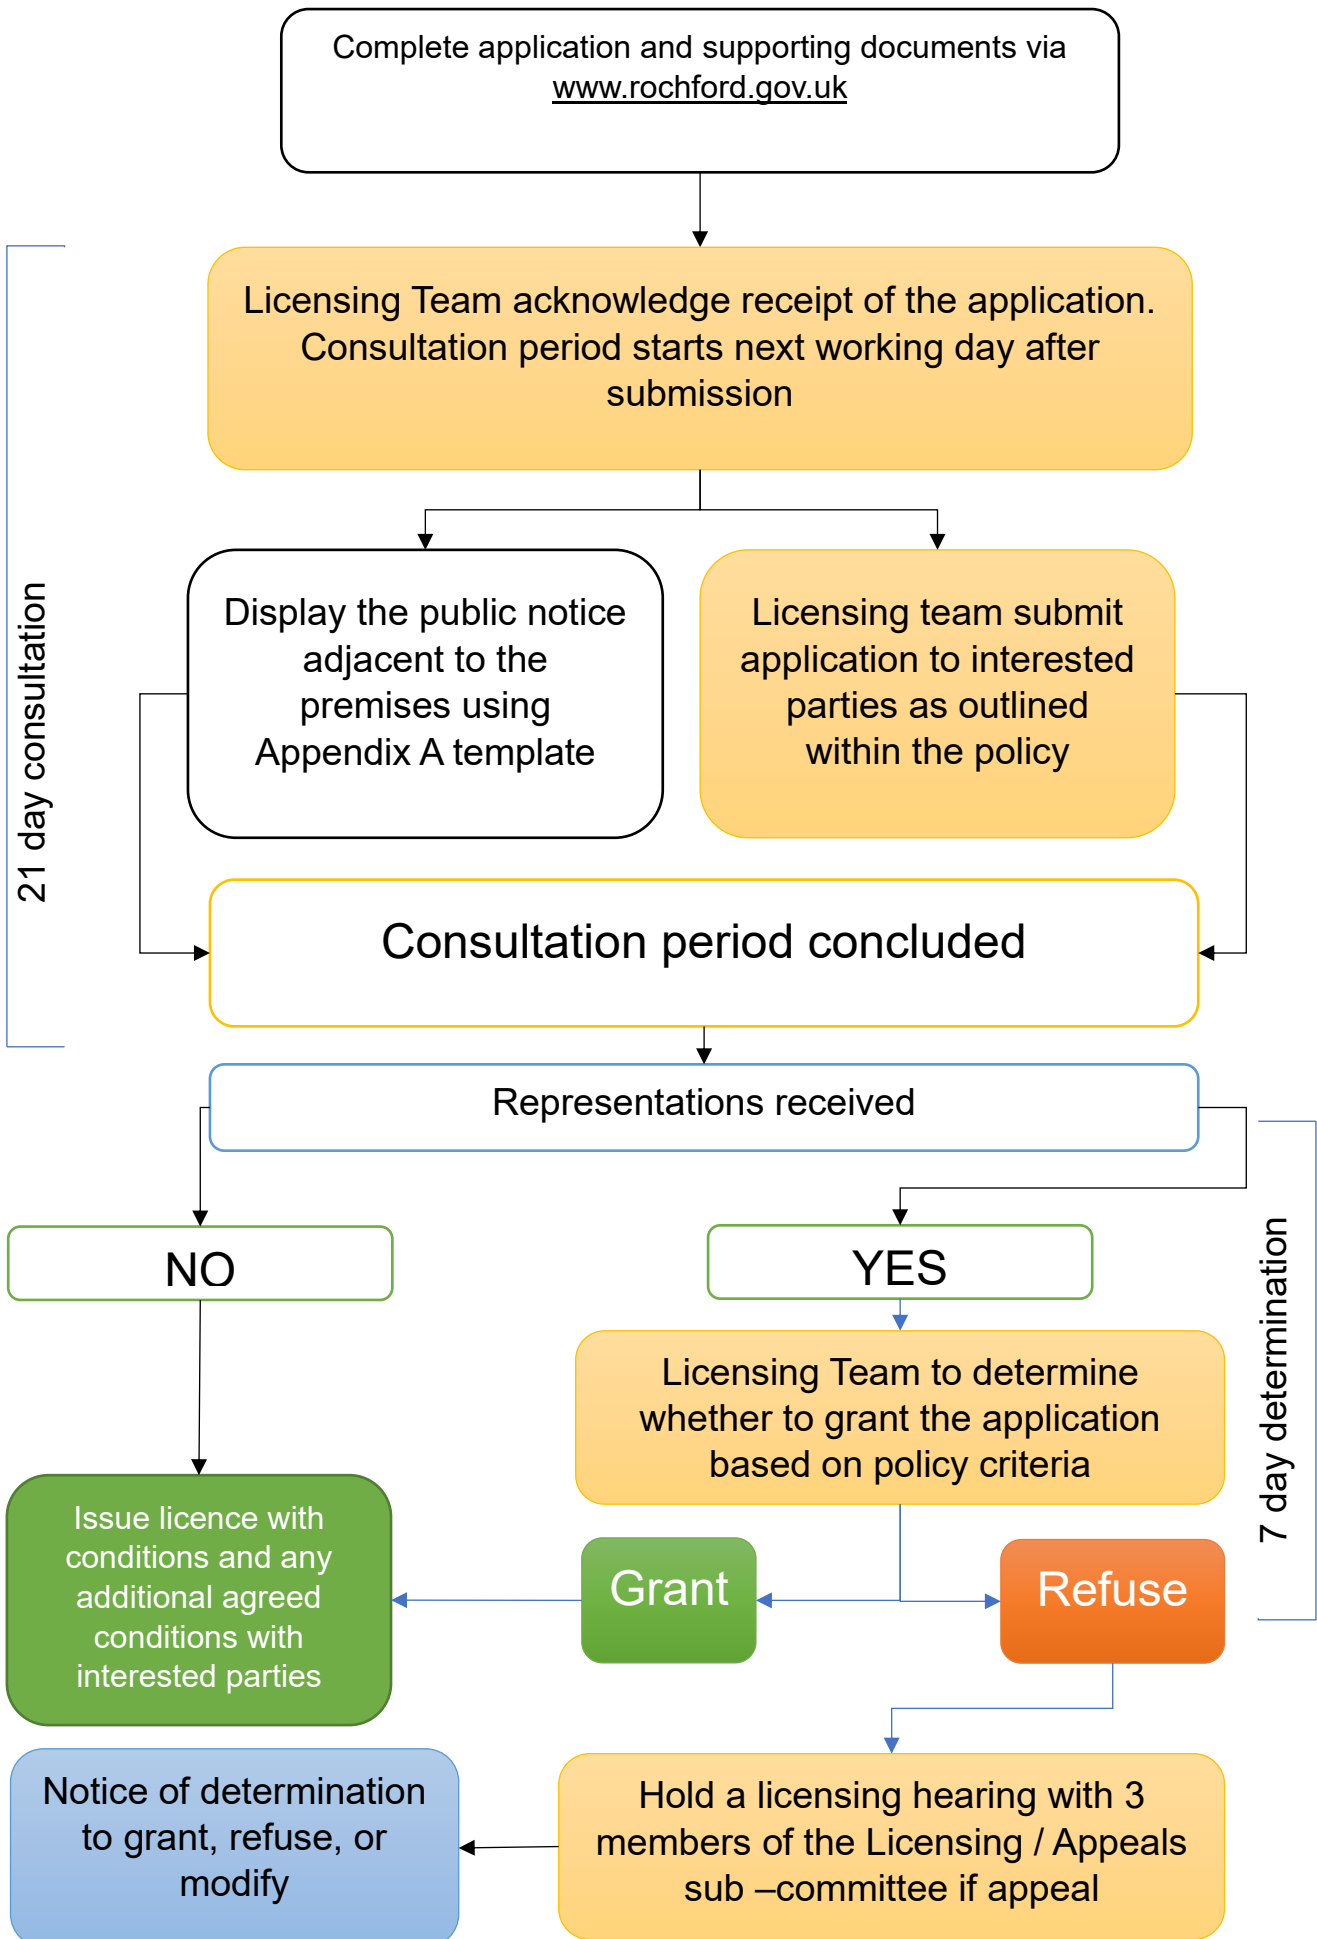 Complete application and supporting documents via
www.rochford.gov.uk
Licensing Team acknowledge receipt of the application.
Consultation period starts next working day after
submission
21 day consultation
Display the public notice
adjacent to the
premises using
Appendix A template
Licensing team submit
application to interested
parties as outlined
within the policy
Consultation period concluded
Representations received
NO
YES
7 day determination
Licensing Team to determine
whether to grant the application
based on policy criteria
Issue licence with
conditions and any
additional agreed
conditions with
interested parties
Grant
Refuse
Notice of determination
to grant, refuse, or
modify
Hold a licensing hearing with 3
members of the Licensing / Appeals
sub –committee if appeal